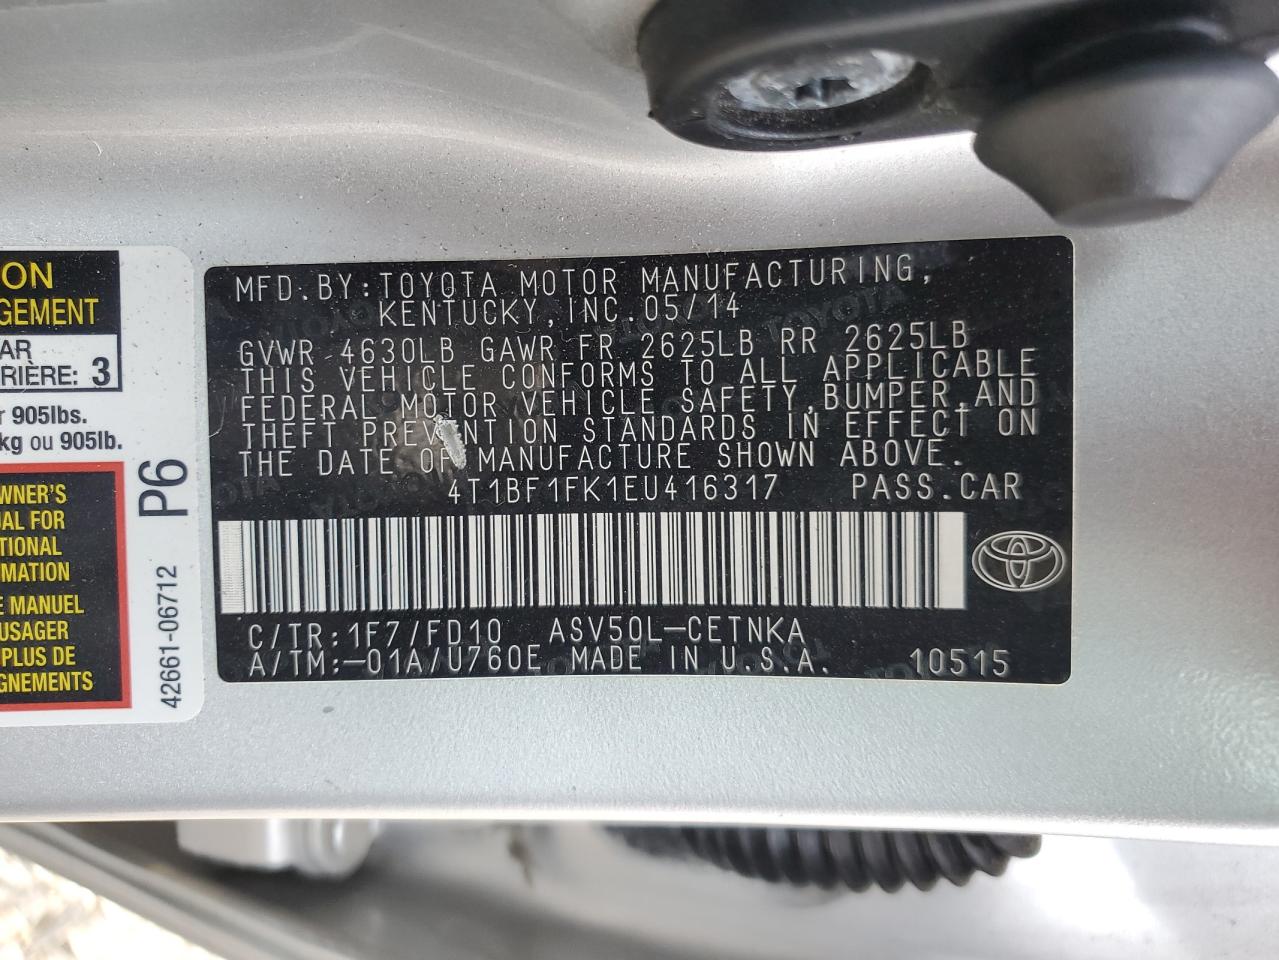 ON
GEMENT
AR
RIÈRE: 3
905lbs.
kg ou 905lb.
WNER'S
AL FOR
TIONAL
MATION
E MANUEL
USAGER
PLUS DE
GNEMENTS
P6
42661-06712
MFD.BY:TOYOTA MOTOR MANUFACTURING,
KENTUCKY,INC.05/14
GVWR 4630LB GAWR FR 2625LB RR 2625LB
THIS VEHICLE CONFORMS TO ALL APPLICABLE
FEDERAL MOTOR VEHICLE SAFETY,BUMPER,AND
THEFT PREVENTION STANDARDS IN EFFECT ON
THE DATE OF MANUFACTURE SHOWN ABOVE.
4T1BF1FK1EU416317 PASS.CAR
C/TR:1F7/FD10 ASV50L-CETNKA
A/TM:-01A/U760E MADE IN U.S.A. 10515